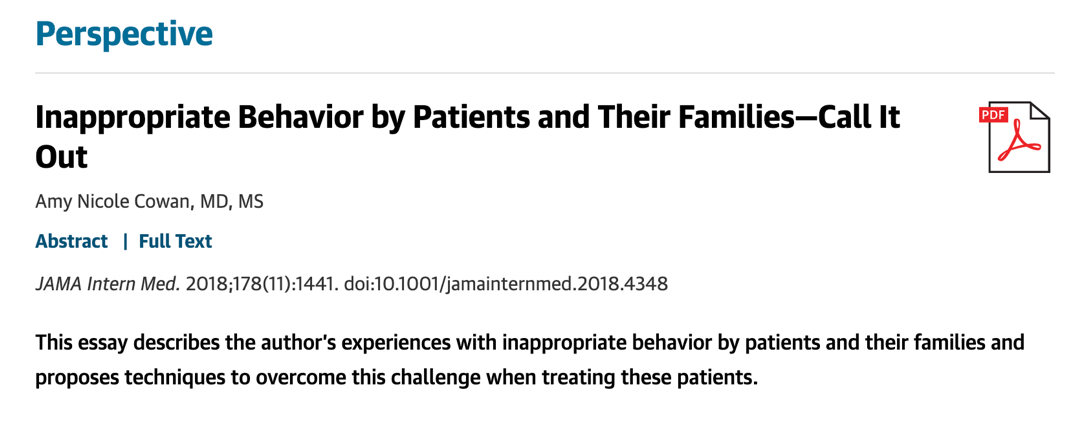 Perspective
Inappropriate Behavior by Patients and Their Families—Call It
Out
PDF
Amy Nicole Cowan, MD, MS
Abstract | Full Text
JAMA Intern Med. 2018;178(11):1441. doi:10.1001/jamainternmed.2018.4348
This essay describes the author's experiences with inappropriate behavior by patients and their families and
proposes techniques to overcome this challenge when treating these patients.